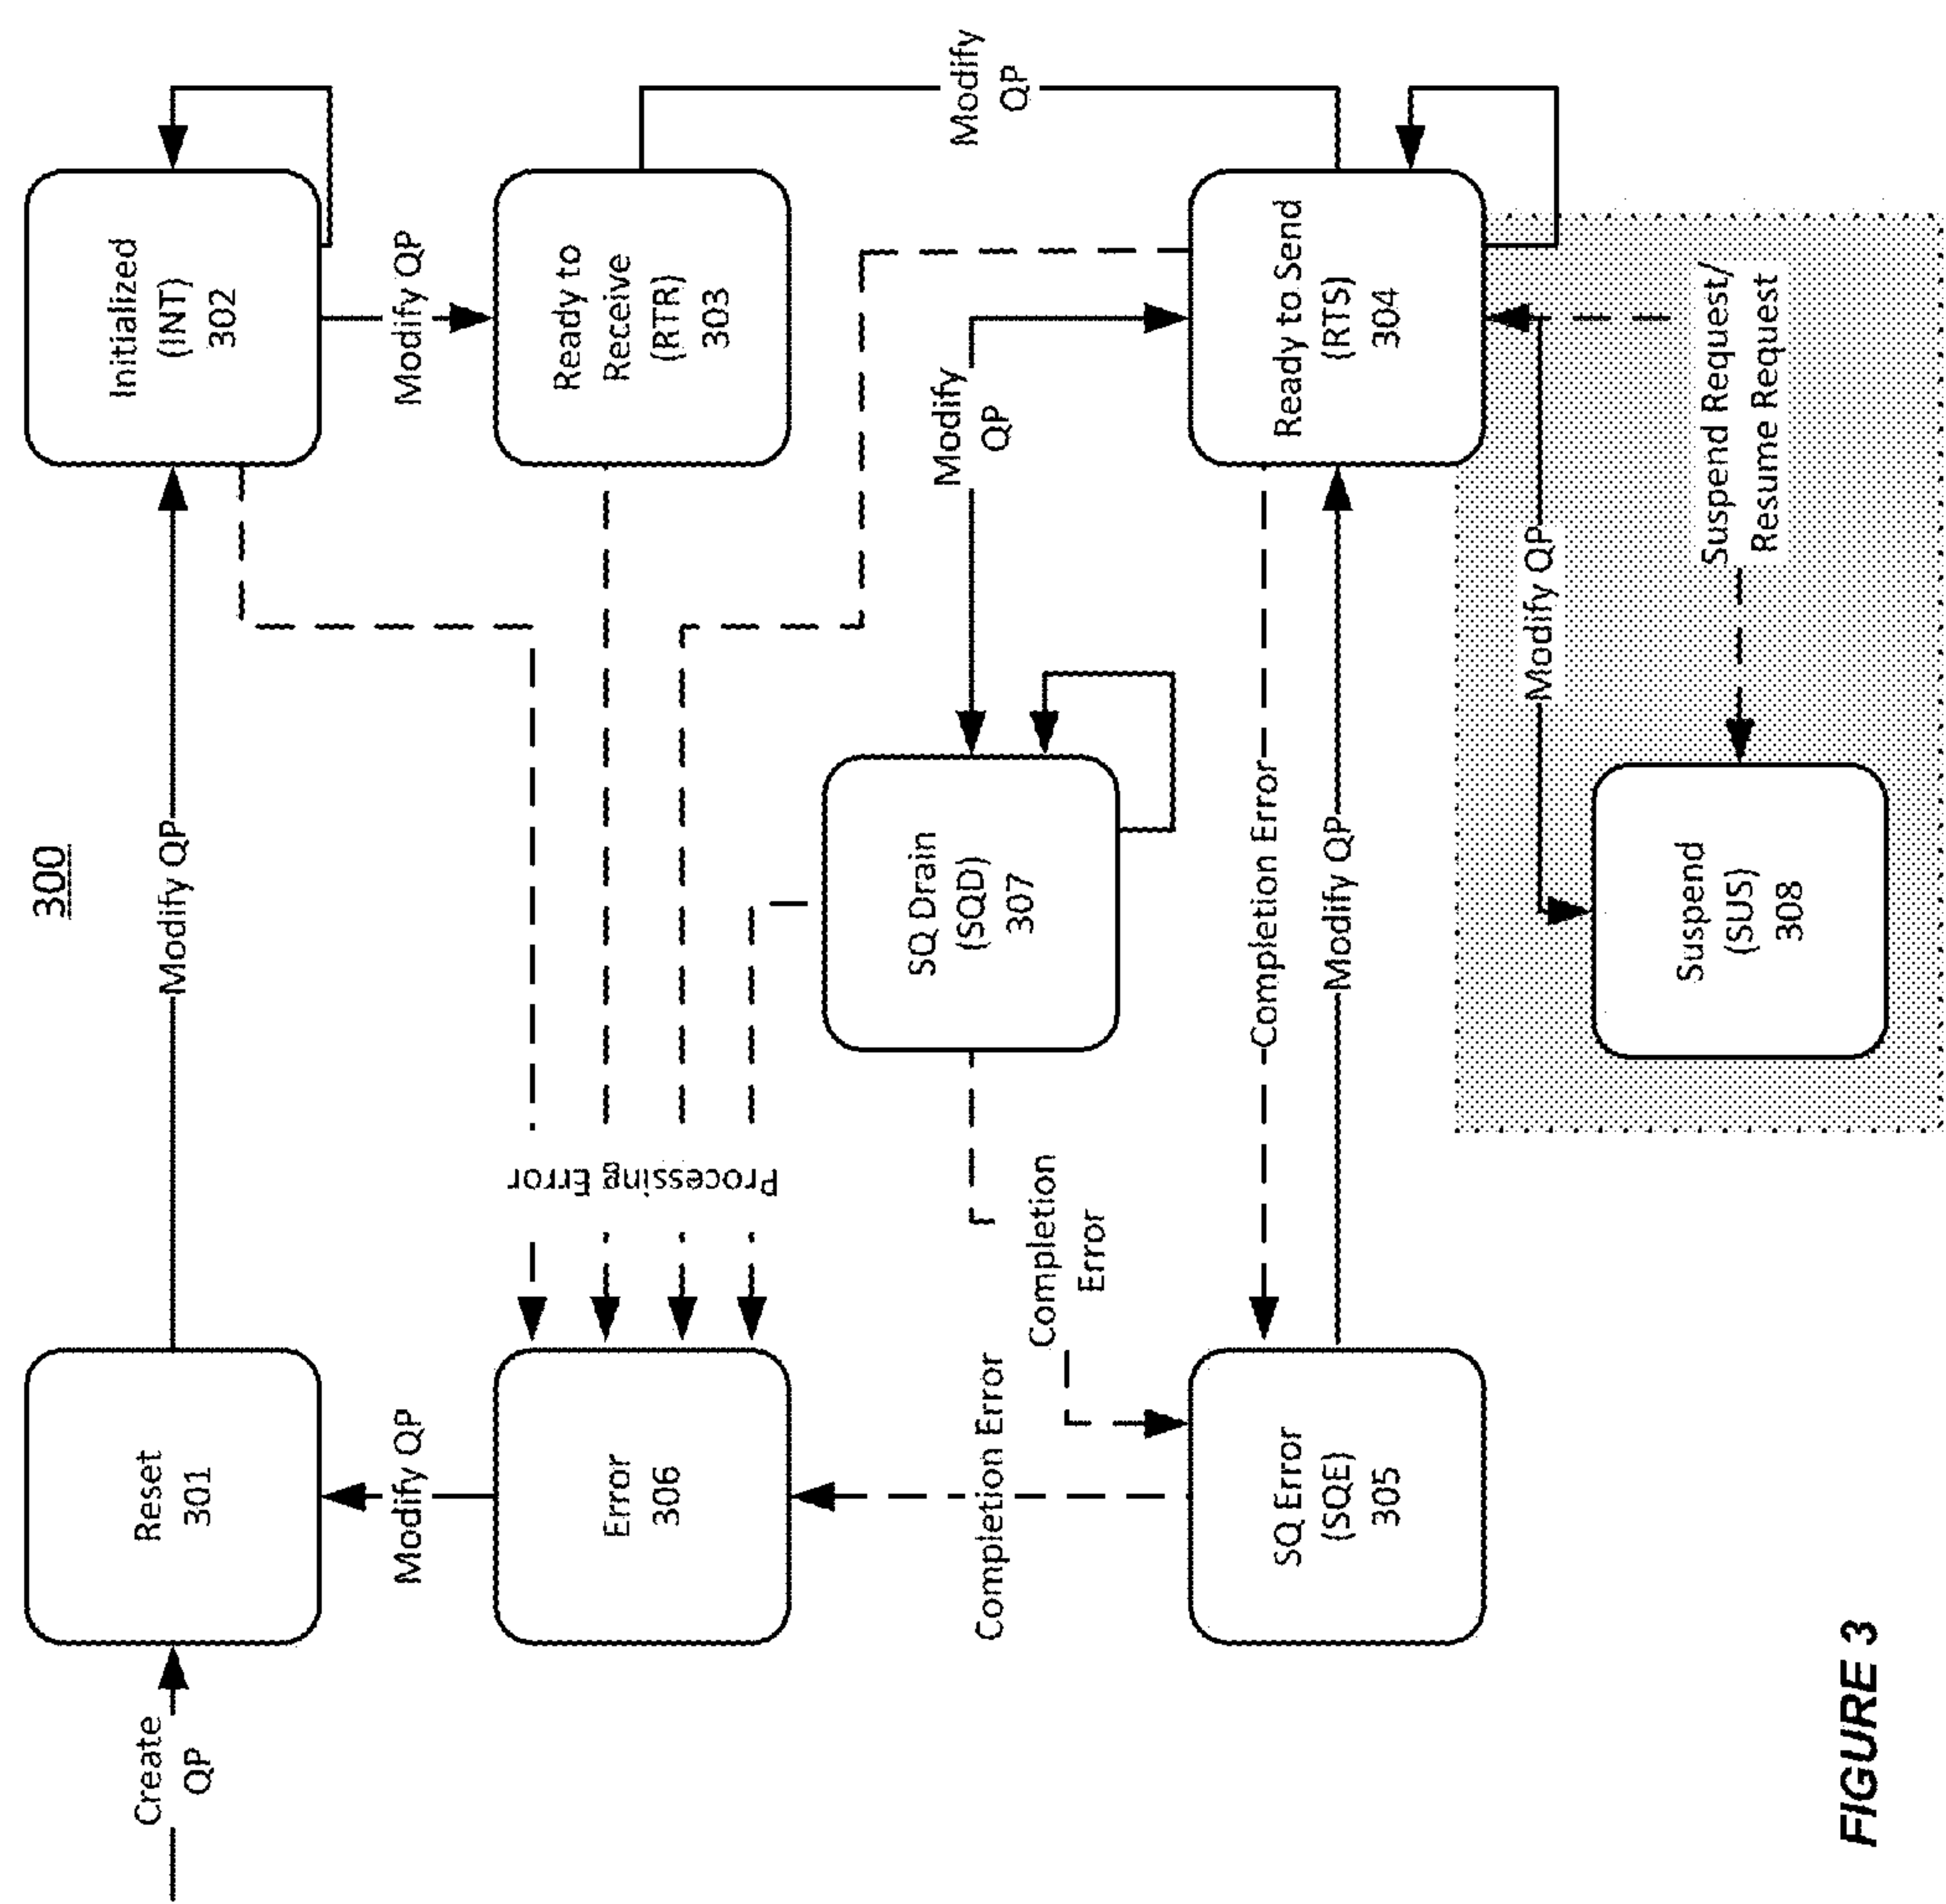 300
Create
QP
Reset
301
Modify QP
Initialized
(INT)
302
Modify QP
Modify QP
Error
306
Processing Error
Ready to
Receive
(RTR)
303
Modify
QP
SQ Drain
(SQD)
307
Modify
QP
Completion Error
Completion
Error
Completion Error
Modify QP
SQ Error
(SQE)
305
Ready to Send
(RTS)
304
Modify QP
Suspend
(SUS)
308
Suspend Request/
Resume Request
FIGURE 3